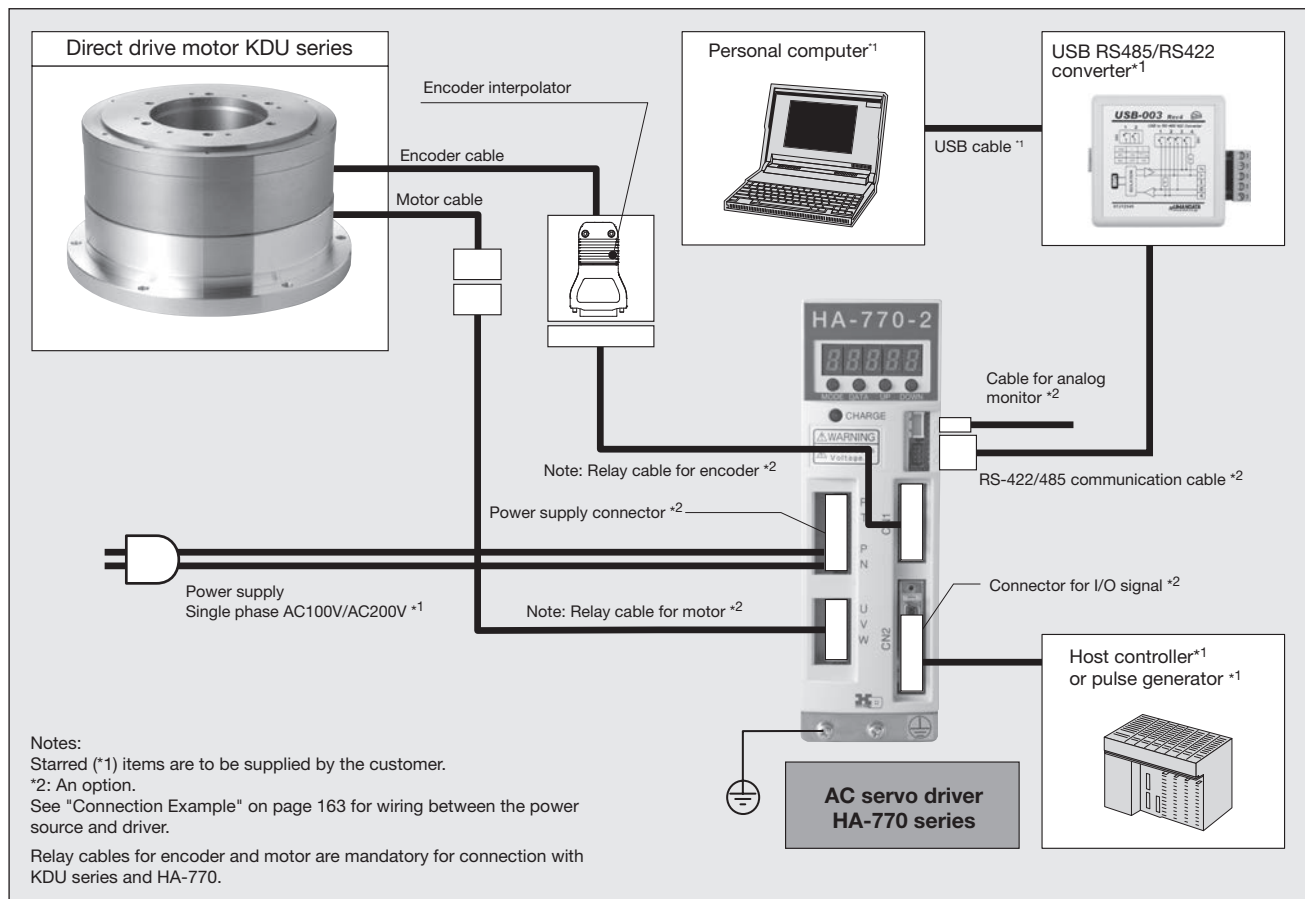 Direct drive motor KDU series
Encoder interpolator
Encoder cable
Motor cable
Personal computer*1
USB cable *1
USB RS485/RS422
converter*1
USB-003
HA-770-2
MODE DATA UP DOWN
CHARGE
WARNING
Voltage
Cable for analog
monitor *2
RS-422/485 communication cable *2
Note: Relay cable for encoder *2
Power supply connector *2
CN1
P
N
U
V
W
CN2
Connector for I/O signal *2
Power supply
Single phase AC100V/AC200V *1
Note: Relay cable for motor *2
Host controller*1
or pulse generator *1
AC servo driver
HA-770 series
Notes:
Starred (*1) items are to be supplied by the customer.
*2: An option.
See "Connection Example" on page 163 for wiring between the power
source and driver.
Relay cables for encoder and motor are mandatory for connection with
KDU series and HA-770.